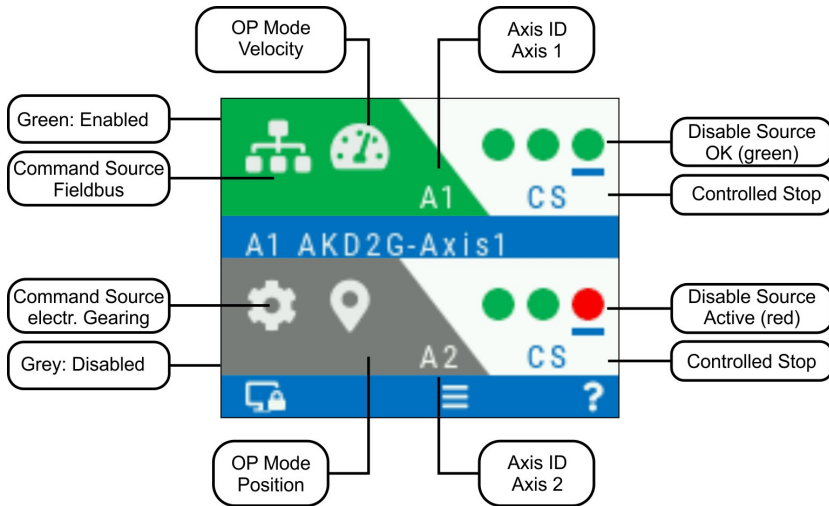 OP Mode
Velocity
Axis ID
Axis 1
Green: Enabled
Disable Source
OK (green)
Command Source
Fieldbus
A1
CS
Controlled Stop
A1 AKD2G-Axis1
Command Source
electr. Gearing
Disable Source
Active (red)
Grey: Disabled
A2
CS
Controlled Stop
?
OP Mode
Position
Axis ID
Axis 2